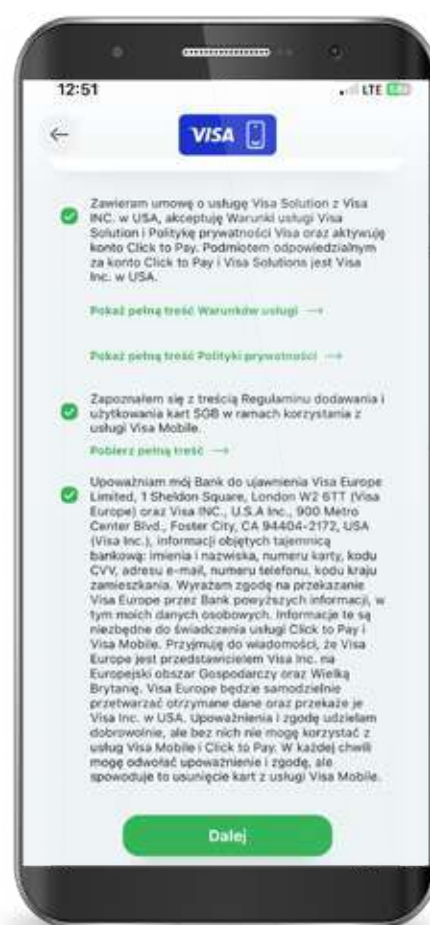 12:51
LTE
VISA
Zawieram umowę o usługę Visa Solution z Visa
INC. w USA, akceptuję Warunki usługi Visa
Solution i Politykę prywatności Visa oraz aktywuję
konto Click to Pay. Podmiotem odpowiedzialnym
za konto Click to Pay i Visa Solutions jest Visa
Inc. w USA.
Pokaż pełną treść Warunków usługi →
Pokaż pełną treść Polityki prywatności →
Zapoznałem się z treścią Regulaminu dodawania i
użytkowania kart SGB w ramach korzystania z
usługi Visa Mobile.
Pobierz pełną treść →
Upoważniam mój Bank do ujawnienia Visa Europe
Limited, 1 Sheldon Square, London W2 6TT (Visa
Europe) oraz Visa INC., U.S.A Inc., 900 Metro
Center Blvd., Foster City, CA 94404-2172, USA
(Visa Inc.), informacji objętych tajemnicą
bankową: imienia i nazwiska, numeru karty, kodu
CVV, adresu e-mail, numeru telefonu, kodu kraju
zamieszkania. Wyrażam zgodę na przekazanie
Visa Europe przez Bank powyższych informacji, w
tym moich danych osobowych. Informacje te są
niezbędne do świadczenia usługi Click to Pay i
Visa Mobile. Przyjmuję do wiadomości, że Visa
Europe jest przedstawicielem Visa Inc. na
Europejski obszar Gospodarczy oraz Wielką
Brytanię. Visa Europe będzie samodzielnie
przetwarzać otrzymane dane oraz przekaże je
Visa Inc. w USA. Upoważnienia i zgodę udzielam
dobrowolnie, ale bez nich nie mogę korzystać z
usług Visa Mobile i Click to Pay. W każdej chwili
mogę odwołać upoważnienie i zgodę, ale
spowoduje to usunięcie kart z usługi Visa Mobile.
Dalej